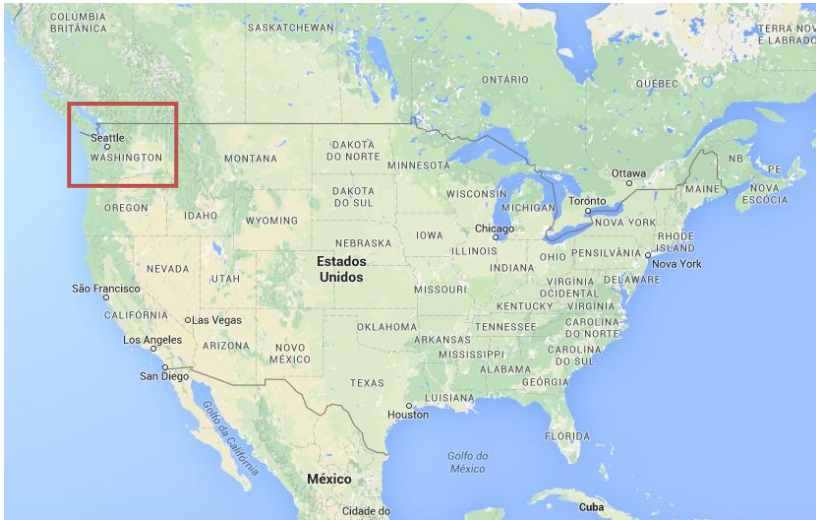 COLÚMBIA
BRITÂNICA
SASKATCHEWAN
TERRA NOV
E LABRADO
ONTÁRIO
QUÉBEC
Seattle
WASHINGTON
MONTANA
DAKOTA
DO NORTE
MINNESOTA
Ottawa
NB
PE
MAINE
NOVA
ESCÓCIA
OREGON
IDAHO
WYOMING
DAKOTA
DO SUL
WISCONSIN
MICHIGAN
Toronto
NOVA YORK
Chicago
IOWA
NEBRASKA
ILLINOIS
INDIANA
OHIO
PENSILVÂNIA
RHODE
ISLAND
Nova York
NEVADA
UTAH
Estados
Unidos
MISSOURI
VIRGÍNIA
OCIDENTAL
DELAWARE
KENTUCKY
VIRGINIA
São Francisco
CALIFÓRNIA
Las Vegas
Los Angeles
ARIZONA
NOVO
MÉXICO
OKLAHOMA
ARKANSAS
TENNESSEE
CAROLINA
DO NORTE
MISSISSIPPI
CAROLINA
DO SUL
ALABAMA
GEÓRGIA
San Diego
TEXAS
LUISIANA
Houston
FLÓRIDA
Golfo da Califórnia
Golfo do
México
México
Cidade do
Cuba